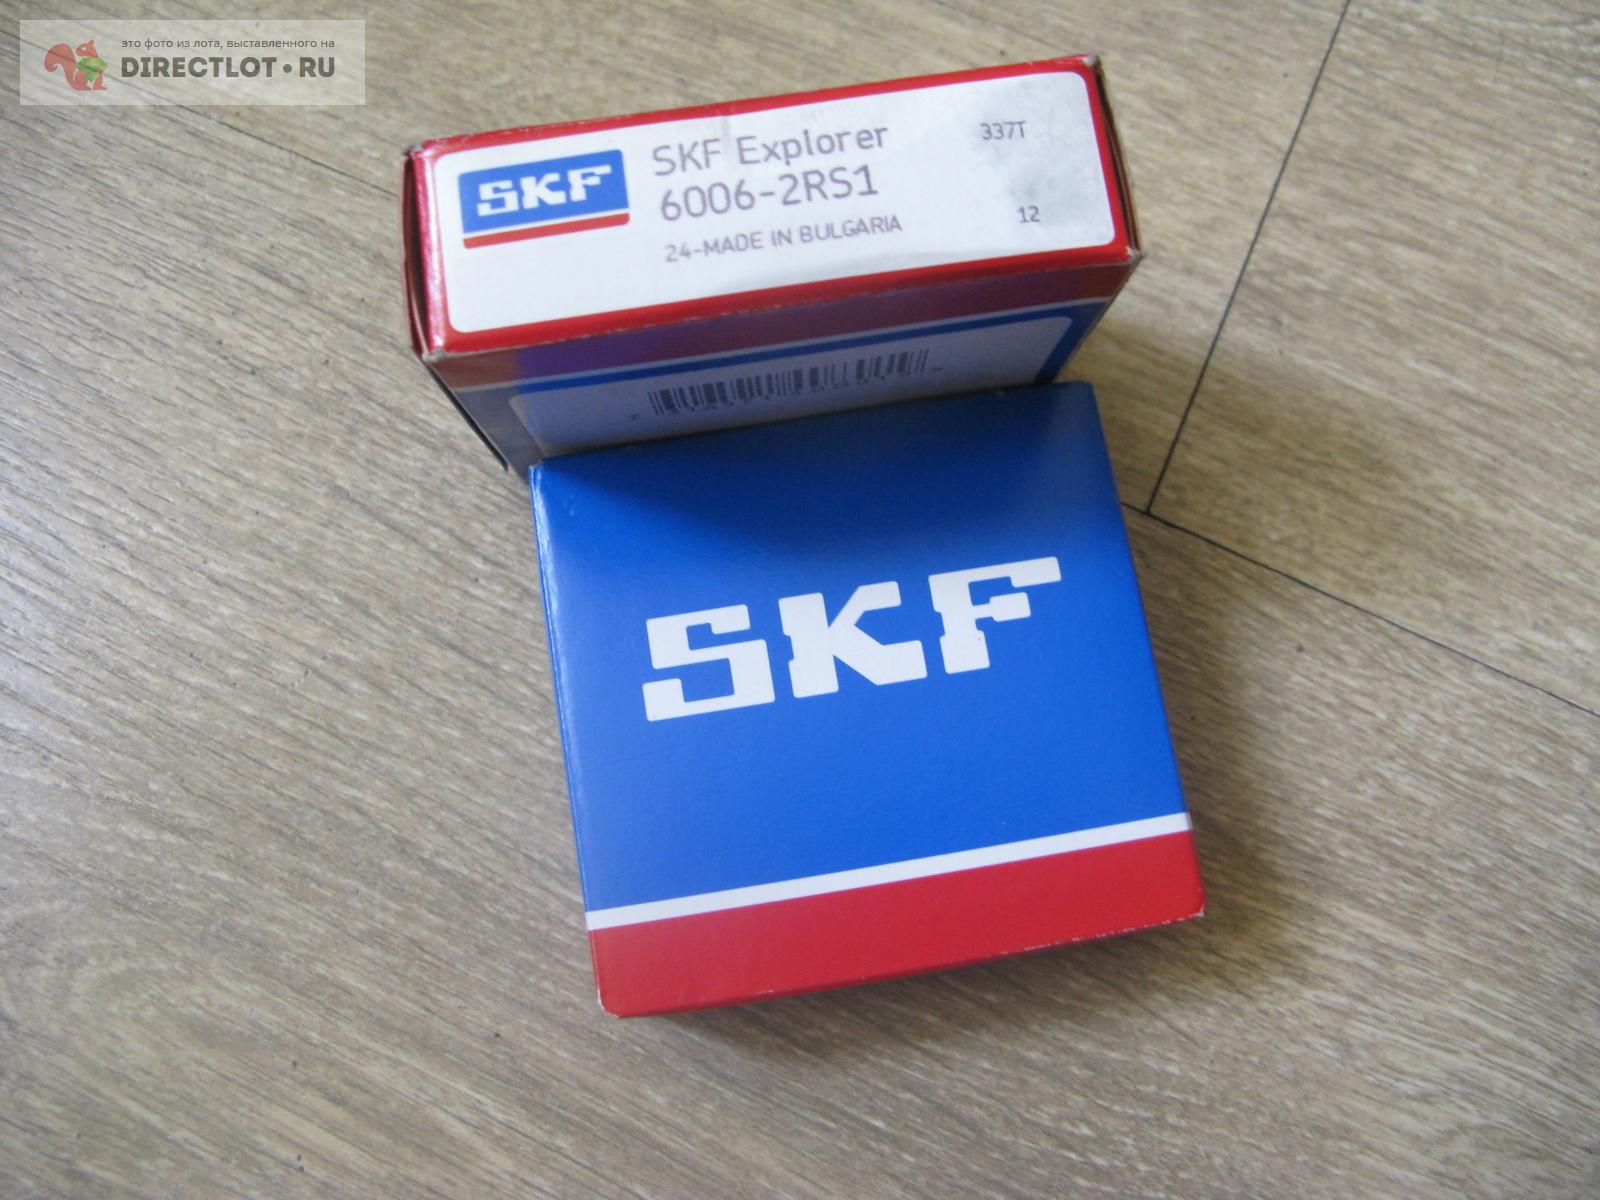 это фото из лота, выставленного на
DIRECTLOT•RU
SKF
SKF Explorer
6006-2RS1
24-MADE IN BULGARIA
337T
12
SKF